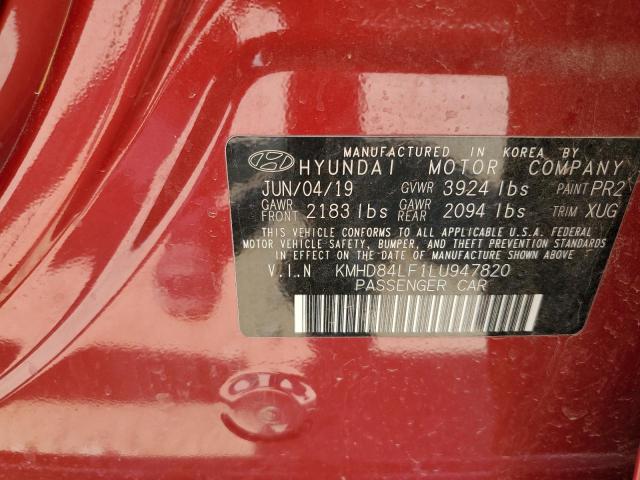 MANUFACTURED IN KOREA BY
HYUNDAI MOTOR COMPANY
JUN/04/19 GVWR 3924 lbs PAINT PR2
GAWR FRONT 2183 lbs GAWR REAR 2094 lbs TRIM XUG
THIS VEHICLE CONFORMS TO ALL APPLICABLE U.S.A. FEDERAL
MOTOR VEHICLE SAFETY, BUMPER, AND THEFT PREVENTION STANDARDS
IN EFFECT ON THE DATE OF MANUFACTURE SHOWN ABOVE.
V.I.N KMHD84LF1LU947820
PASSENGER CAR